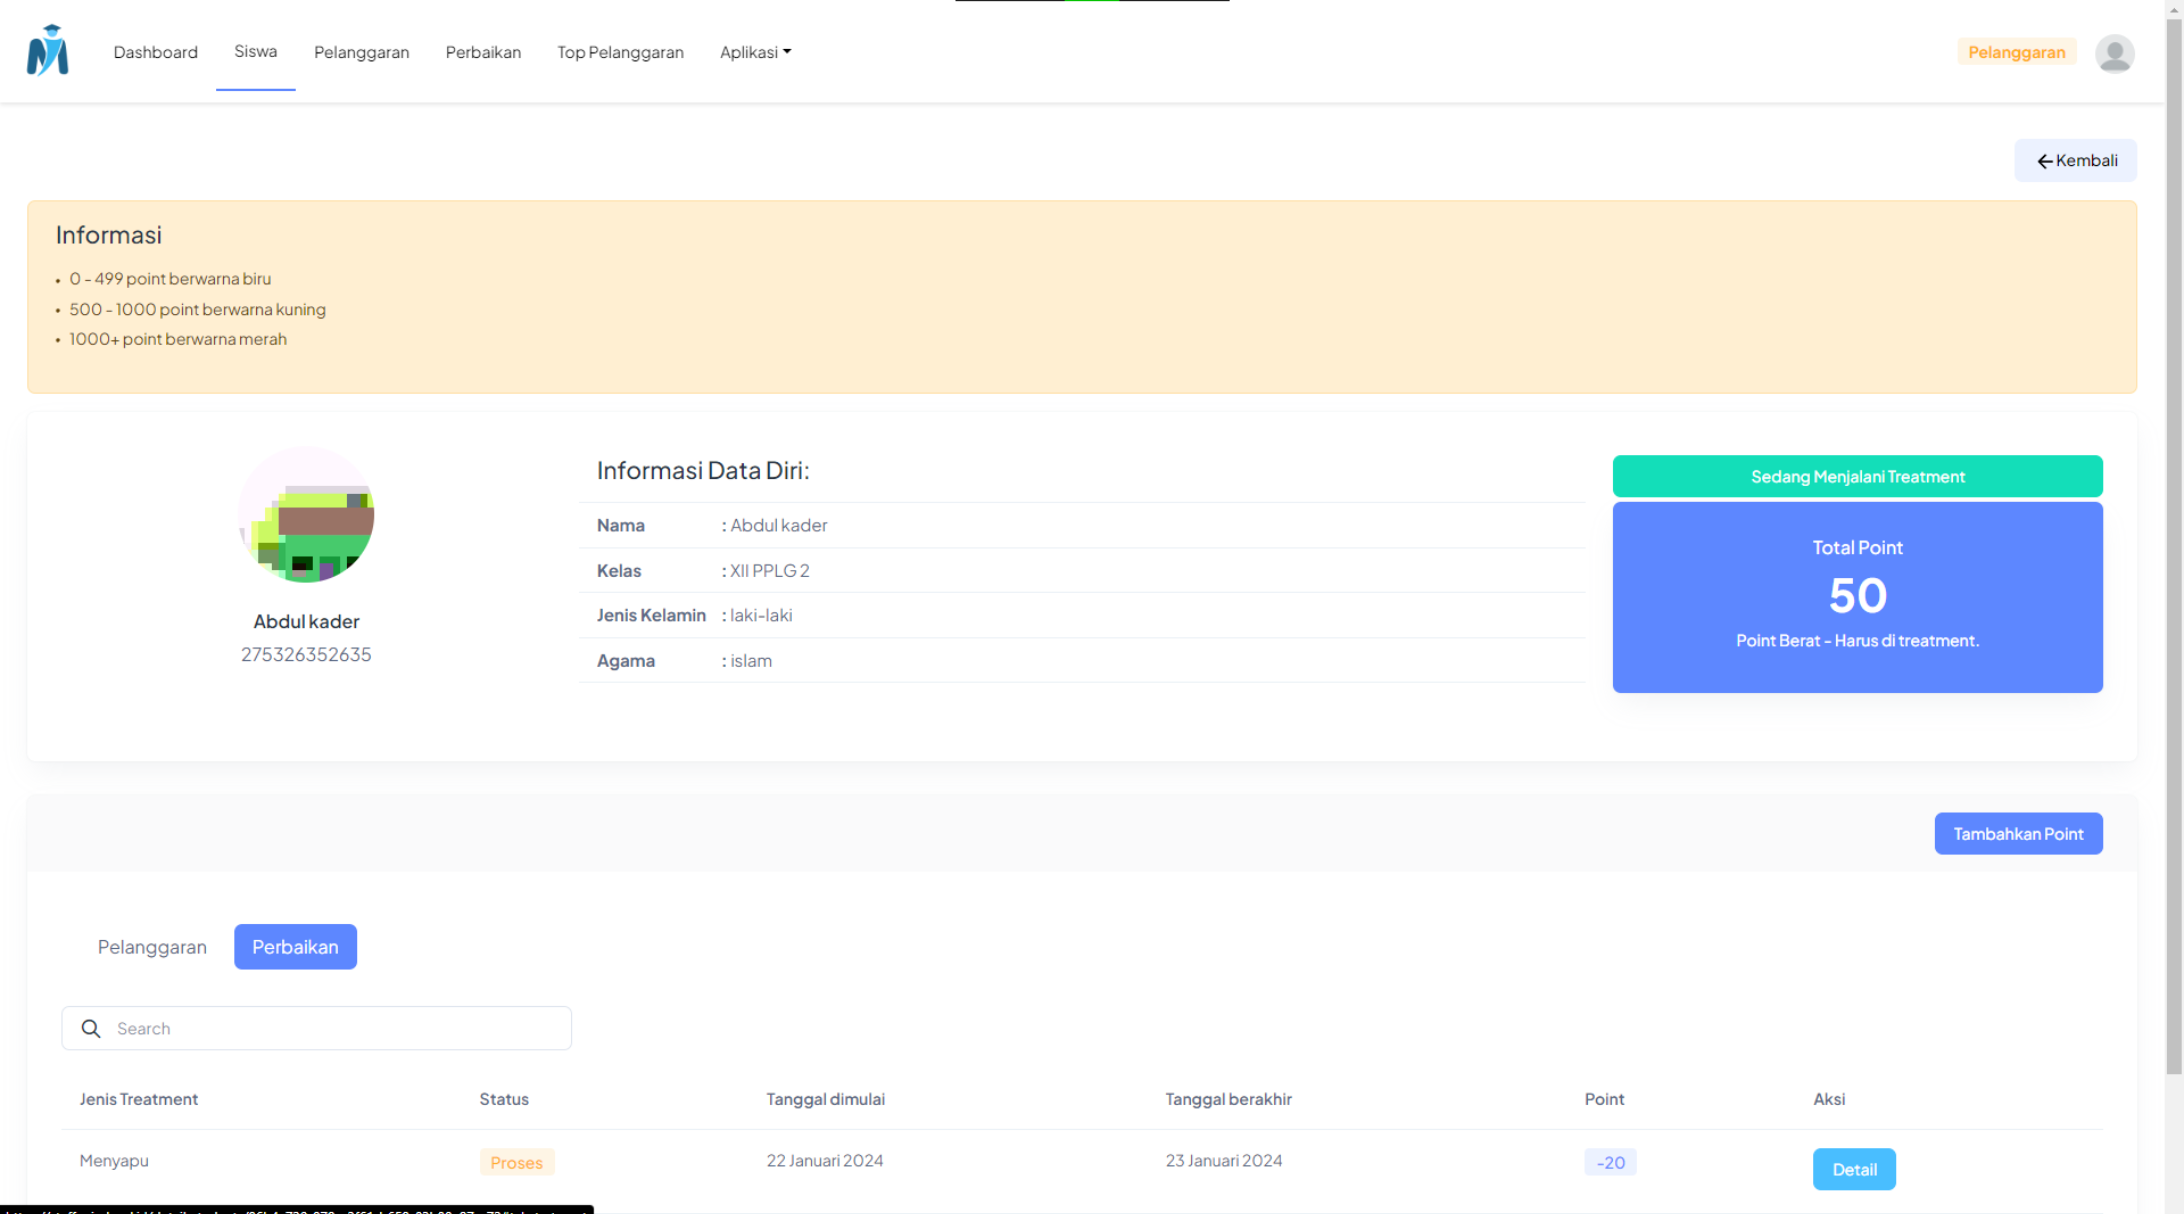 Dashboard Siswa Pelanggaran Perbaikan Top Pelanggaran Aplikasi Pelanggaran
Kembali
Informasi
• 0 - 499 point berwarna biru
• 500 - 1000 point berwarna kuning
• 1000+ point berwarna merah
Abdul kader
275326352635
Informasi Data Diri:
Nama : Abdul kader
Kelas : XII PPLG 2
Jenis Kelamin : laki-laki
Agama : islam
Sedang Menjalani Treatment
Total Point
50
Point Berat - Harus di treatment.
Tambahkan Point
Pelanggaran Perbaikan
Search
Jenis Treatment Status Tanggal dimulai Tanggal berakhir Point Aksi
Menyapu Proses 22 Januari 2024 23 Januari 2024 -20 Detail